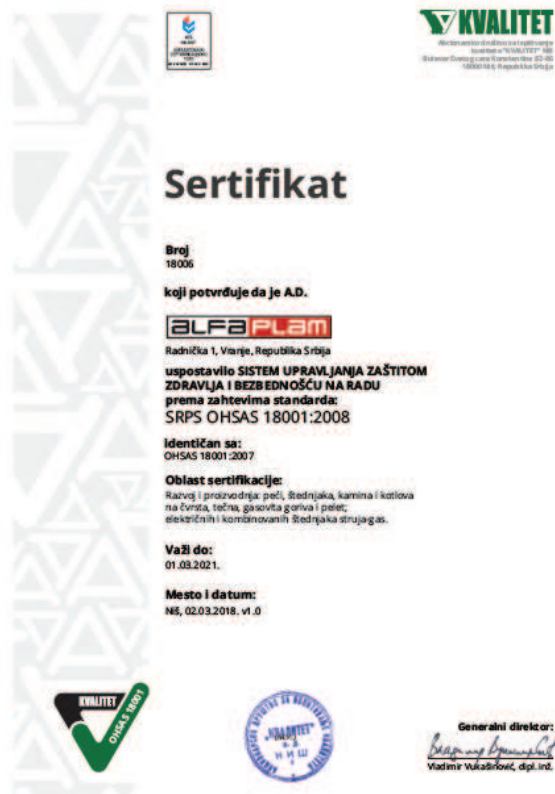 KVALITET
Sertifikat
Broj
18006
koji potvrđuje da je A.D.
ALFA PLAM
Radnička 1, Vranje, Republika Srbija
uspostavilo SISTEM UPRAVLJANJA ZAŠTITOM
ZDRAVLJA I BEZBEDNOŠĆU NA RADU
prema zahtevima standarda:
SRPS OHSAS 18001:2008
identičan sa:
OHSAS 18001:2007
Oblast sertifikacije:
Razvoj i proizvodnja: peći, štednjaka, kamina i kotlova
na čvrsta, tečna, gasovita goriva i pelet;
električnih i kombinovanih štednjaka struja-gas.
Važi do:
01.03.2021.
Mesto i datum:
Niš, 02.03.2018. v1.0
KVALITET
OHSAS 18001
Generalni direktor:
Vladimir Vukašinović, dipl. inž.